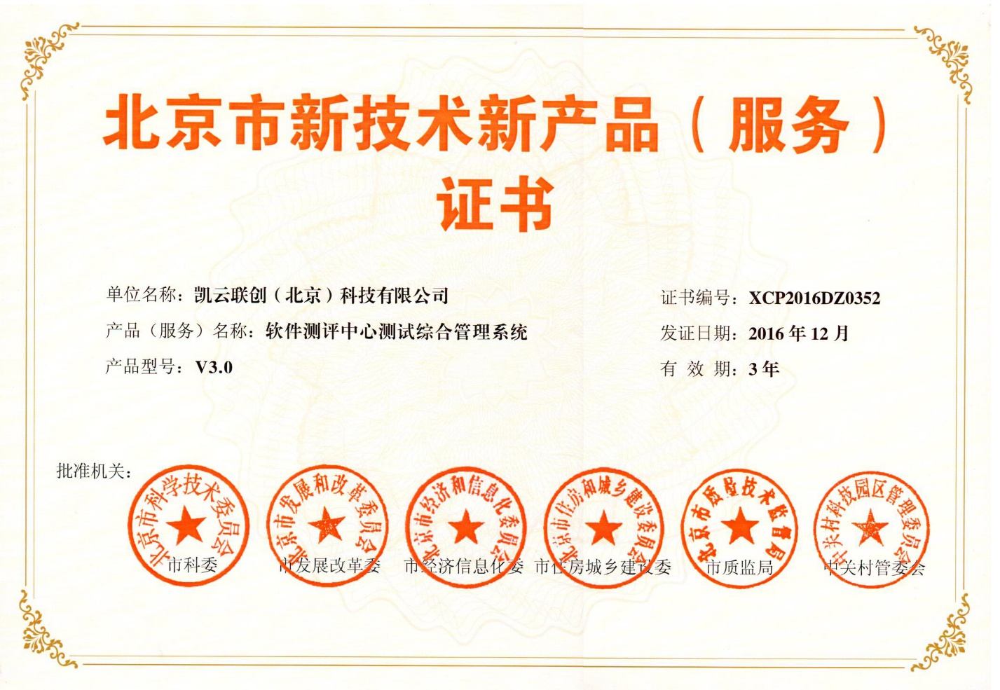 北京市新技术新产品（服务）
证书
单位名称：凯云联创（北京）科技有限公司
证书编号：XCP2016DZ0352
产品（服务）名称：软件测评中心测试综合管理系统
发证日期：2016年12月
产品型号：V3.0
有 效 期：3年
批准机关：
北京市科学技术委员会
北京市发展和改革委员会
北京市经济和信息化委员会
北京市住房和城乡建设委员会
北京市质量技术监督局
中关村科技园区管理委员会
市科委
市发展改革委
市经济信息化委
市住房城乡建设委
市质监局
中关村管委会